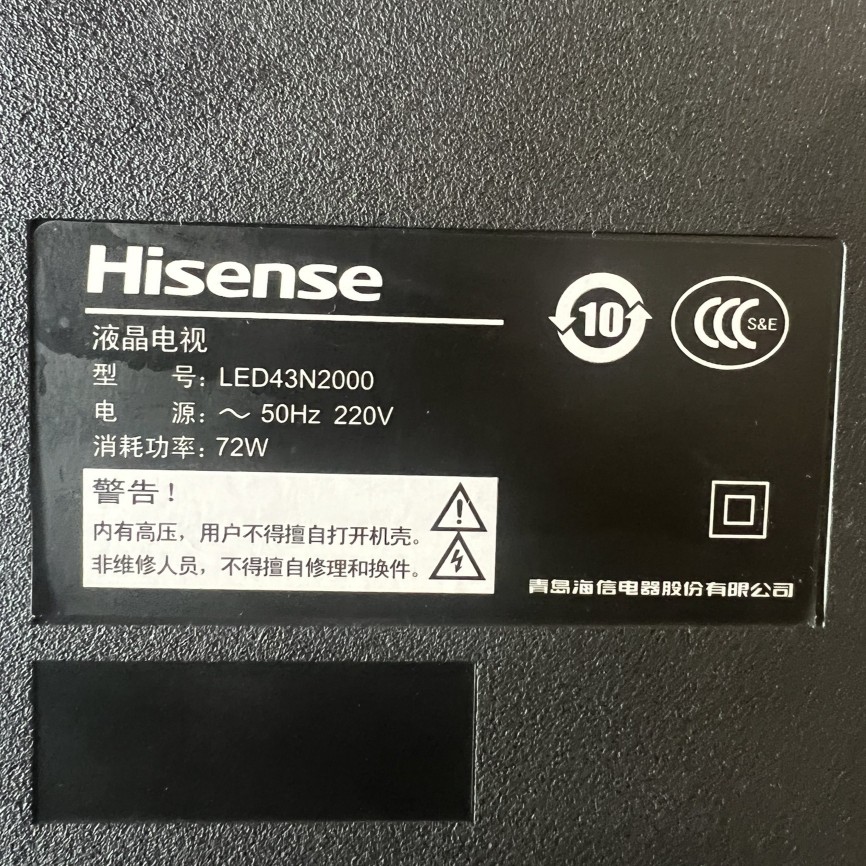 Hisense
10
CCC S&E
液晶电视
型 号: LED43N2000
电 源: ～ 50Hz 220V
消耗功率: 72W
警告!
内有高压，用户不得擅自打开机壳。
非维修人员，不得擅自修理和换件。
青岛海信电器股份有限公司